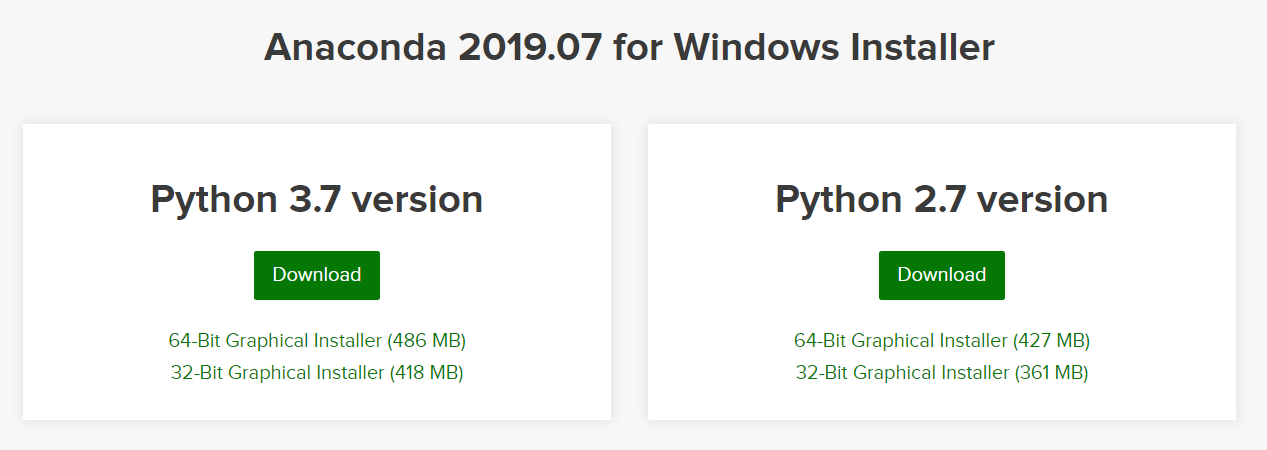 Anaconda 2019.07 for Windows Installer
Python 3.7 version
Download
64-Bit Graphical Installer (486 MB)
32-Bit Graphical Installer (418 MB)
Python 2.7 version
Download
64-Bit Graphical Installer (427 MB)
32-Bit Graphical Installer (361 MB)